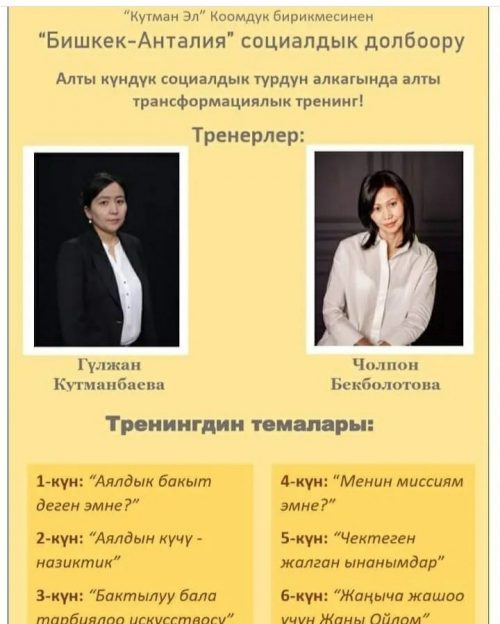 “Кутман Эл” Коомдук бирикмесинен
“Бишкек-Анталия” социалдык долбоору
Алты күндүк социалдык турдун алкагында алты
трансформациялык тренинг!
Тренерлер:
Гүлжан
Кутманбаева
Чолпон
Бекболотова
Тренингдин темалары:
1-күн: “Аялдык бакыт
деген эмне?”
2-күн: “Аялдын күчү -
назиктик”
3-күн: “Бактылуу бала
тарбиялоо искусствосу”
4-күн: “Менин миссиям
эмне?”
5-күн: “Чектеген
жалган ынанымдар”
6-күн: “Жаңыча жашоо
үчүн Жаңы Ойлом”